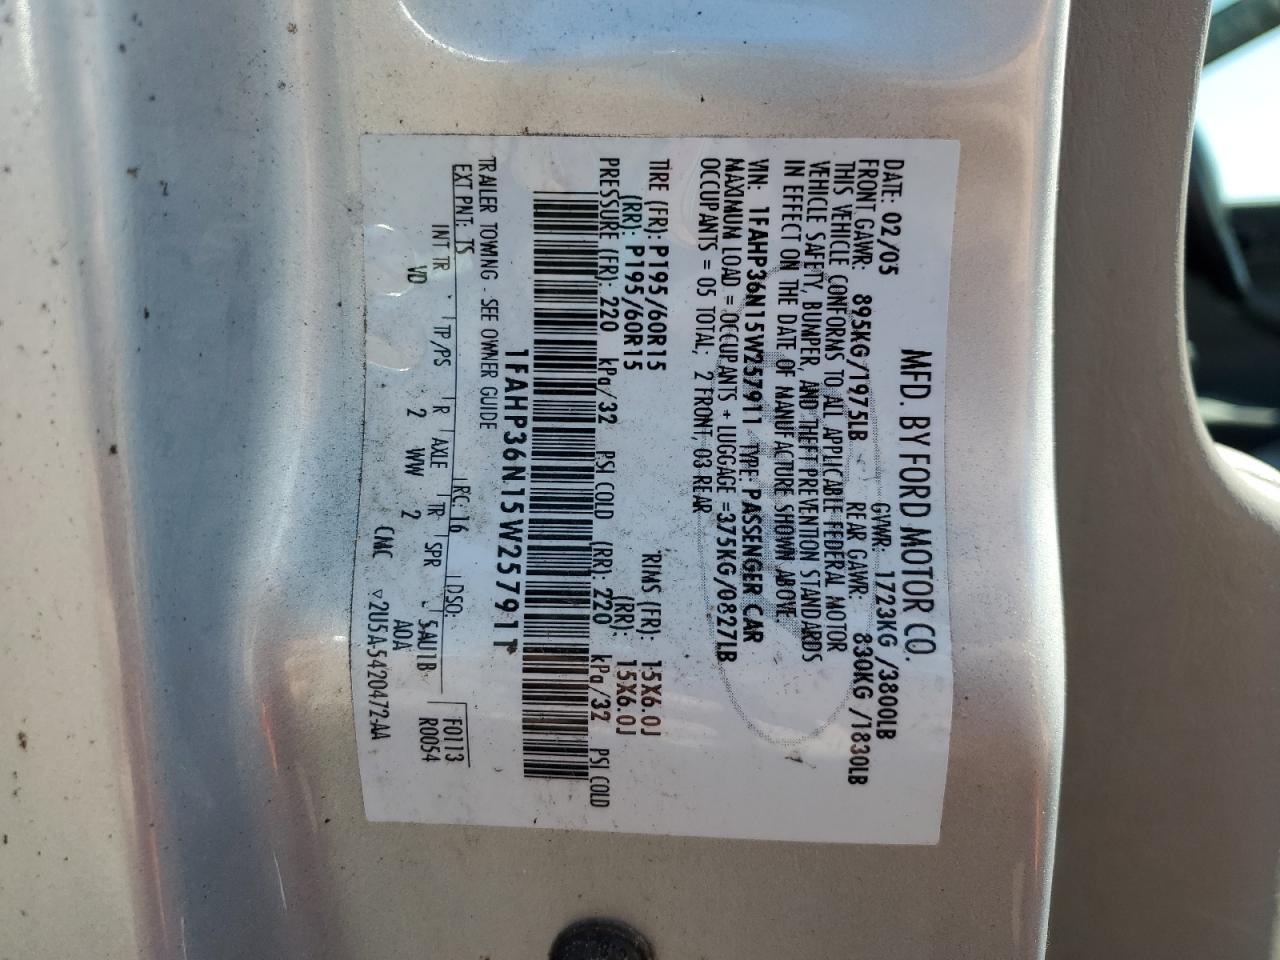 MFD. BY FORD MOTOR CO.
DATE: 02/05 GVWR: 1723KG /3800LB
FRONT GAWR: 895KG/1975LB REAR GAWR: 830KG /1830LB
THIS VEHICLE CONFORMS TO ALL APPLICABLE FEDERAL MOTOR
VEHICLE SAFETY, BUMPER, AND THEFT PREVENTION STANDARDS
IN EFFECT ON THE DATE OF MANUFACTURE SHOWN ABOVE
VIN: 1FAHP36N15W257911 TYPE: PASSENGER CAR
MAXIMUM LOAD = OCCUPANTS + LUGGAGE = 375KG/0827LB
OCCUPANTS = 05 TOTAL; 2 FRONT, 03 REAR
TIRE (FR): P195/60R15 RIMS (FR): 15X6.0J
(RR): P195/60R15 (RR): 15X6.0J
PRESSURE (FR): 220 kPa/32 PSI COLD (RR): 220 kPa/32 PSI COLD
1FAHP36N15W257911
TRAILER TOWING - SEE OWNER GUIDE
EXT PNT: TS RC: 16 DSO: F0113
INT TR TP/PS R AXLE TR SPR SAU1B R0054
VD 2 WW 2 AOA
CMC ▽2U5A-5420472-AA